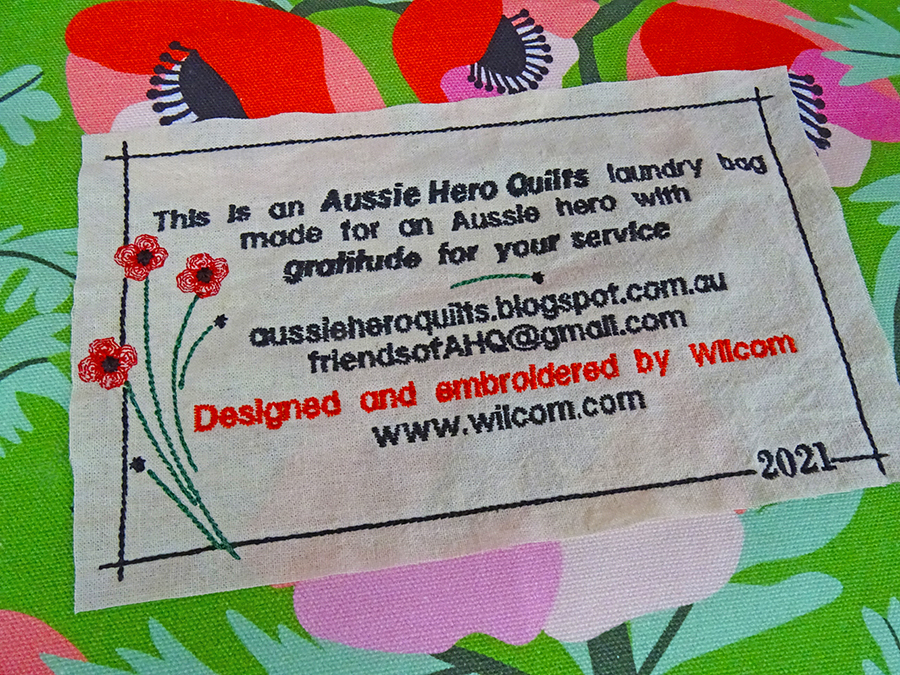 This is an Aussie Hero Quilts laundry bag
made for an Aussie hero with
gratitude for your service
aussieheroquilts.blogspot.com.au
friendsofAHQ@gmail.com
Designed and embroidered by Wilcom
www.wilcom.com
2021